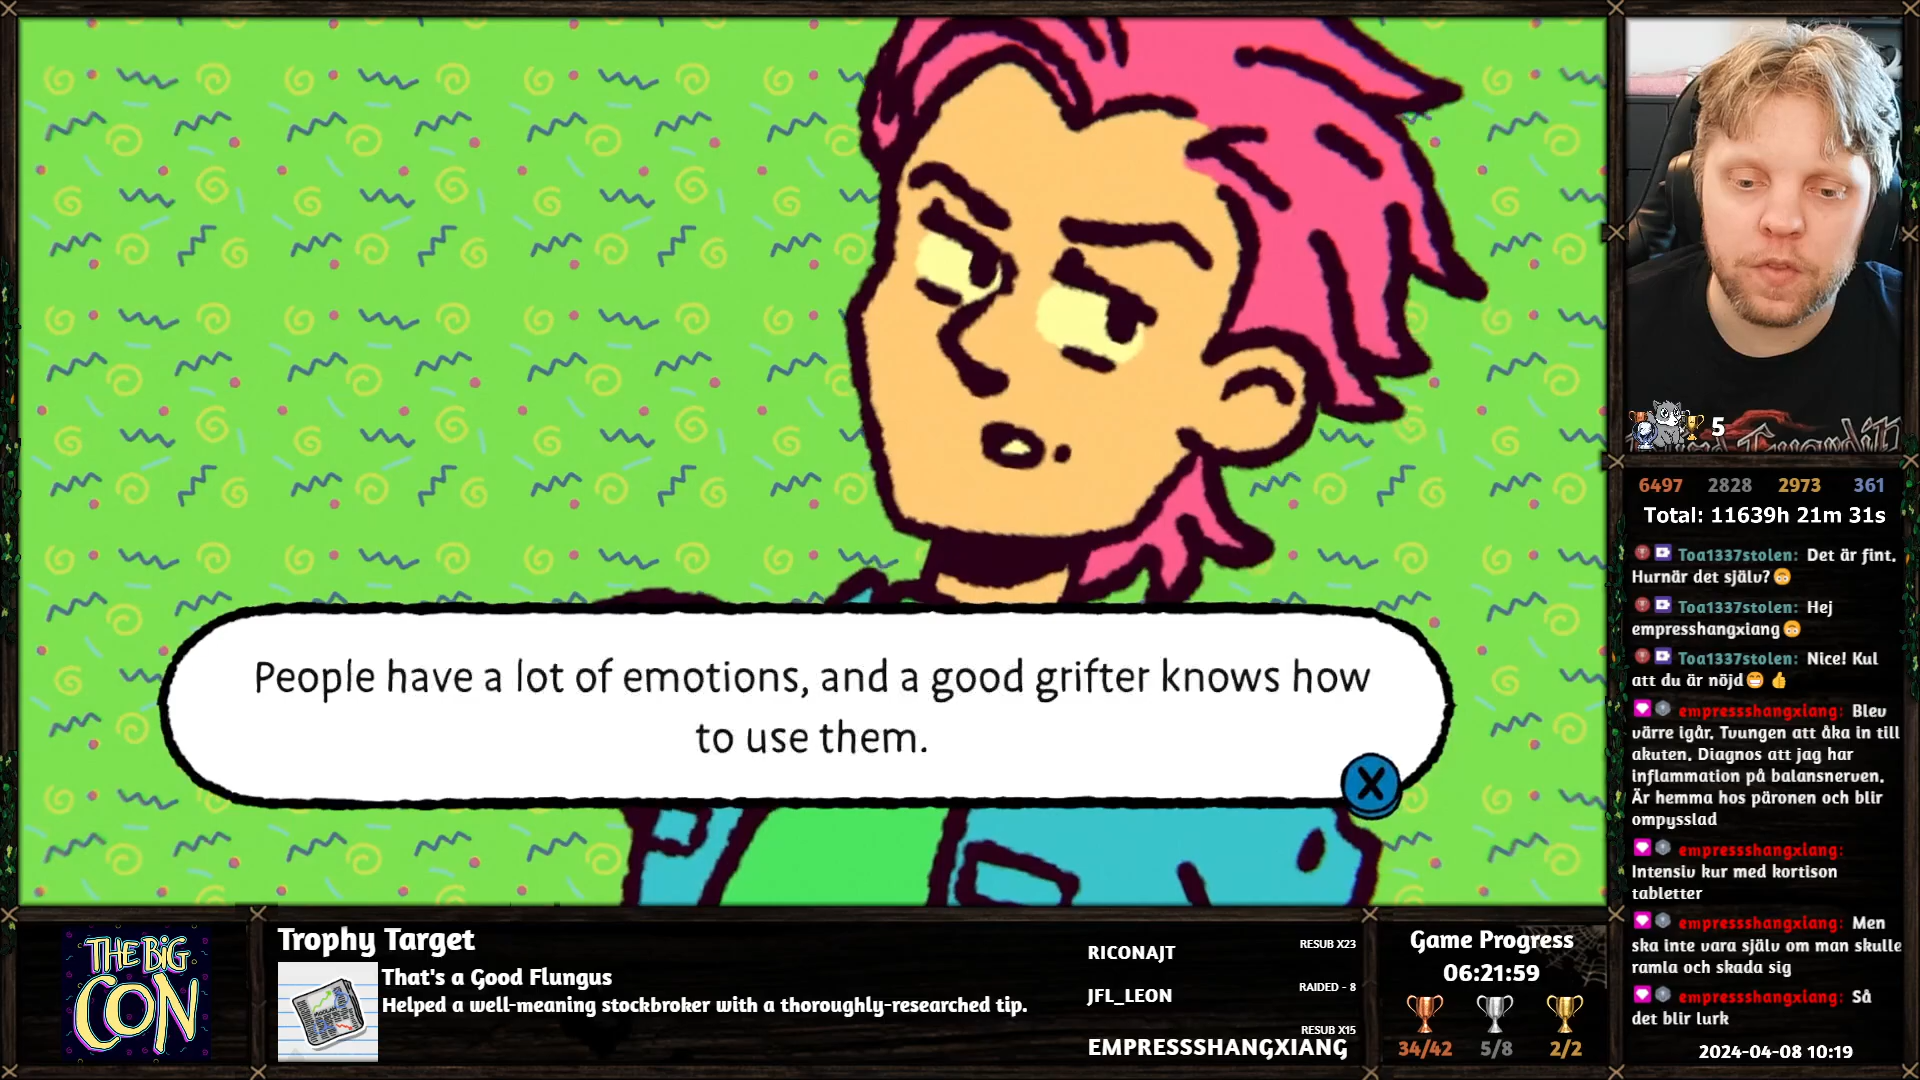 People have a lot of emotions, and a good grifter knows how
to use them.
X
5
6497 2828 2973 361
Total: 11639h 21m 31s
Toa1337stolen: Det är fint.
Hurnär det själv?
Toa1337stolen: Hej
empresshangxiang
Toa1337stolen: Nice! Kul
att du är nöjd
empressshangxiang: Blev
värre igår. Tvungen att åka in till
akuten. Diagnos att jag har
inflammation på balansnerven.
Är hemma hos päronen och blir
ompysslad
empressshangxiang:
Intensiv kur med kortison
tabletter
empressshangxiang: Men
ska inte vara själv om man skulle
ramla och skada sig
empressshangxiang: Så
det blir lurk
2024-04-08 10:19
THE BIG
CON
Trophy Target
That's a Good Flungus
Helped a well-meaning stockbroker with a thoroughly-researched tip.
RICONAJT RESUB X23
JFL_LEON RAIDED - 8
EMPRESSSHANGXIANG RESUB X15
Game Progress
06:21:59
34/42 5/8 2/2